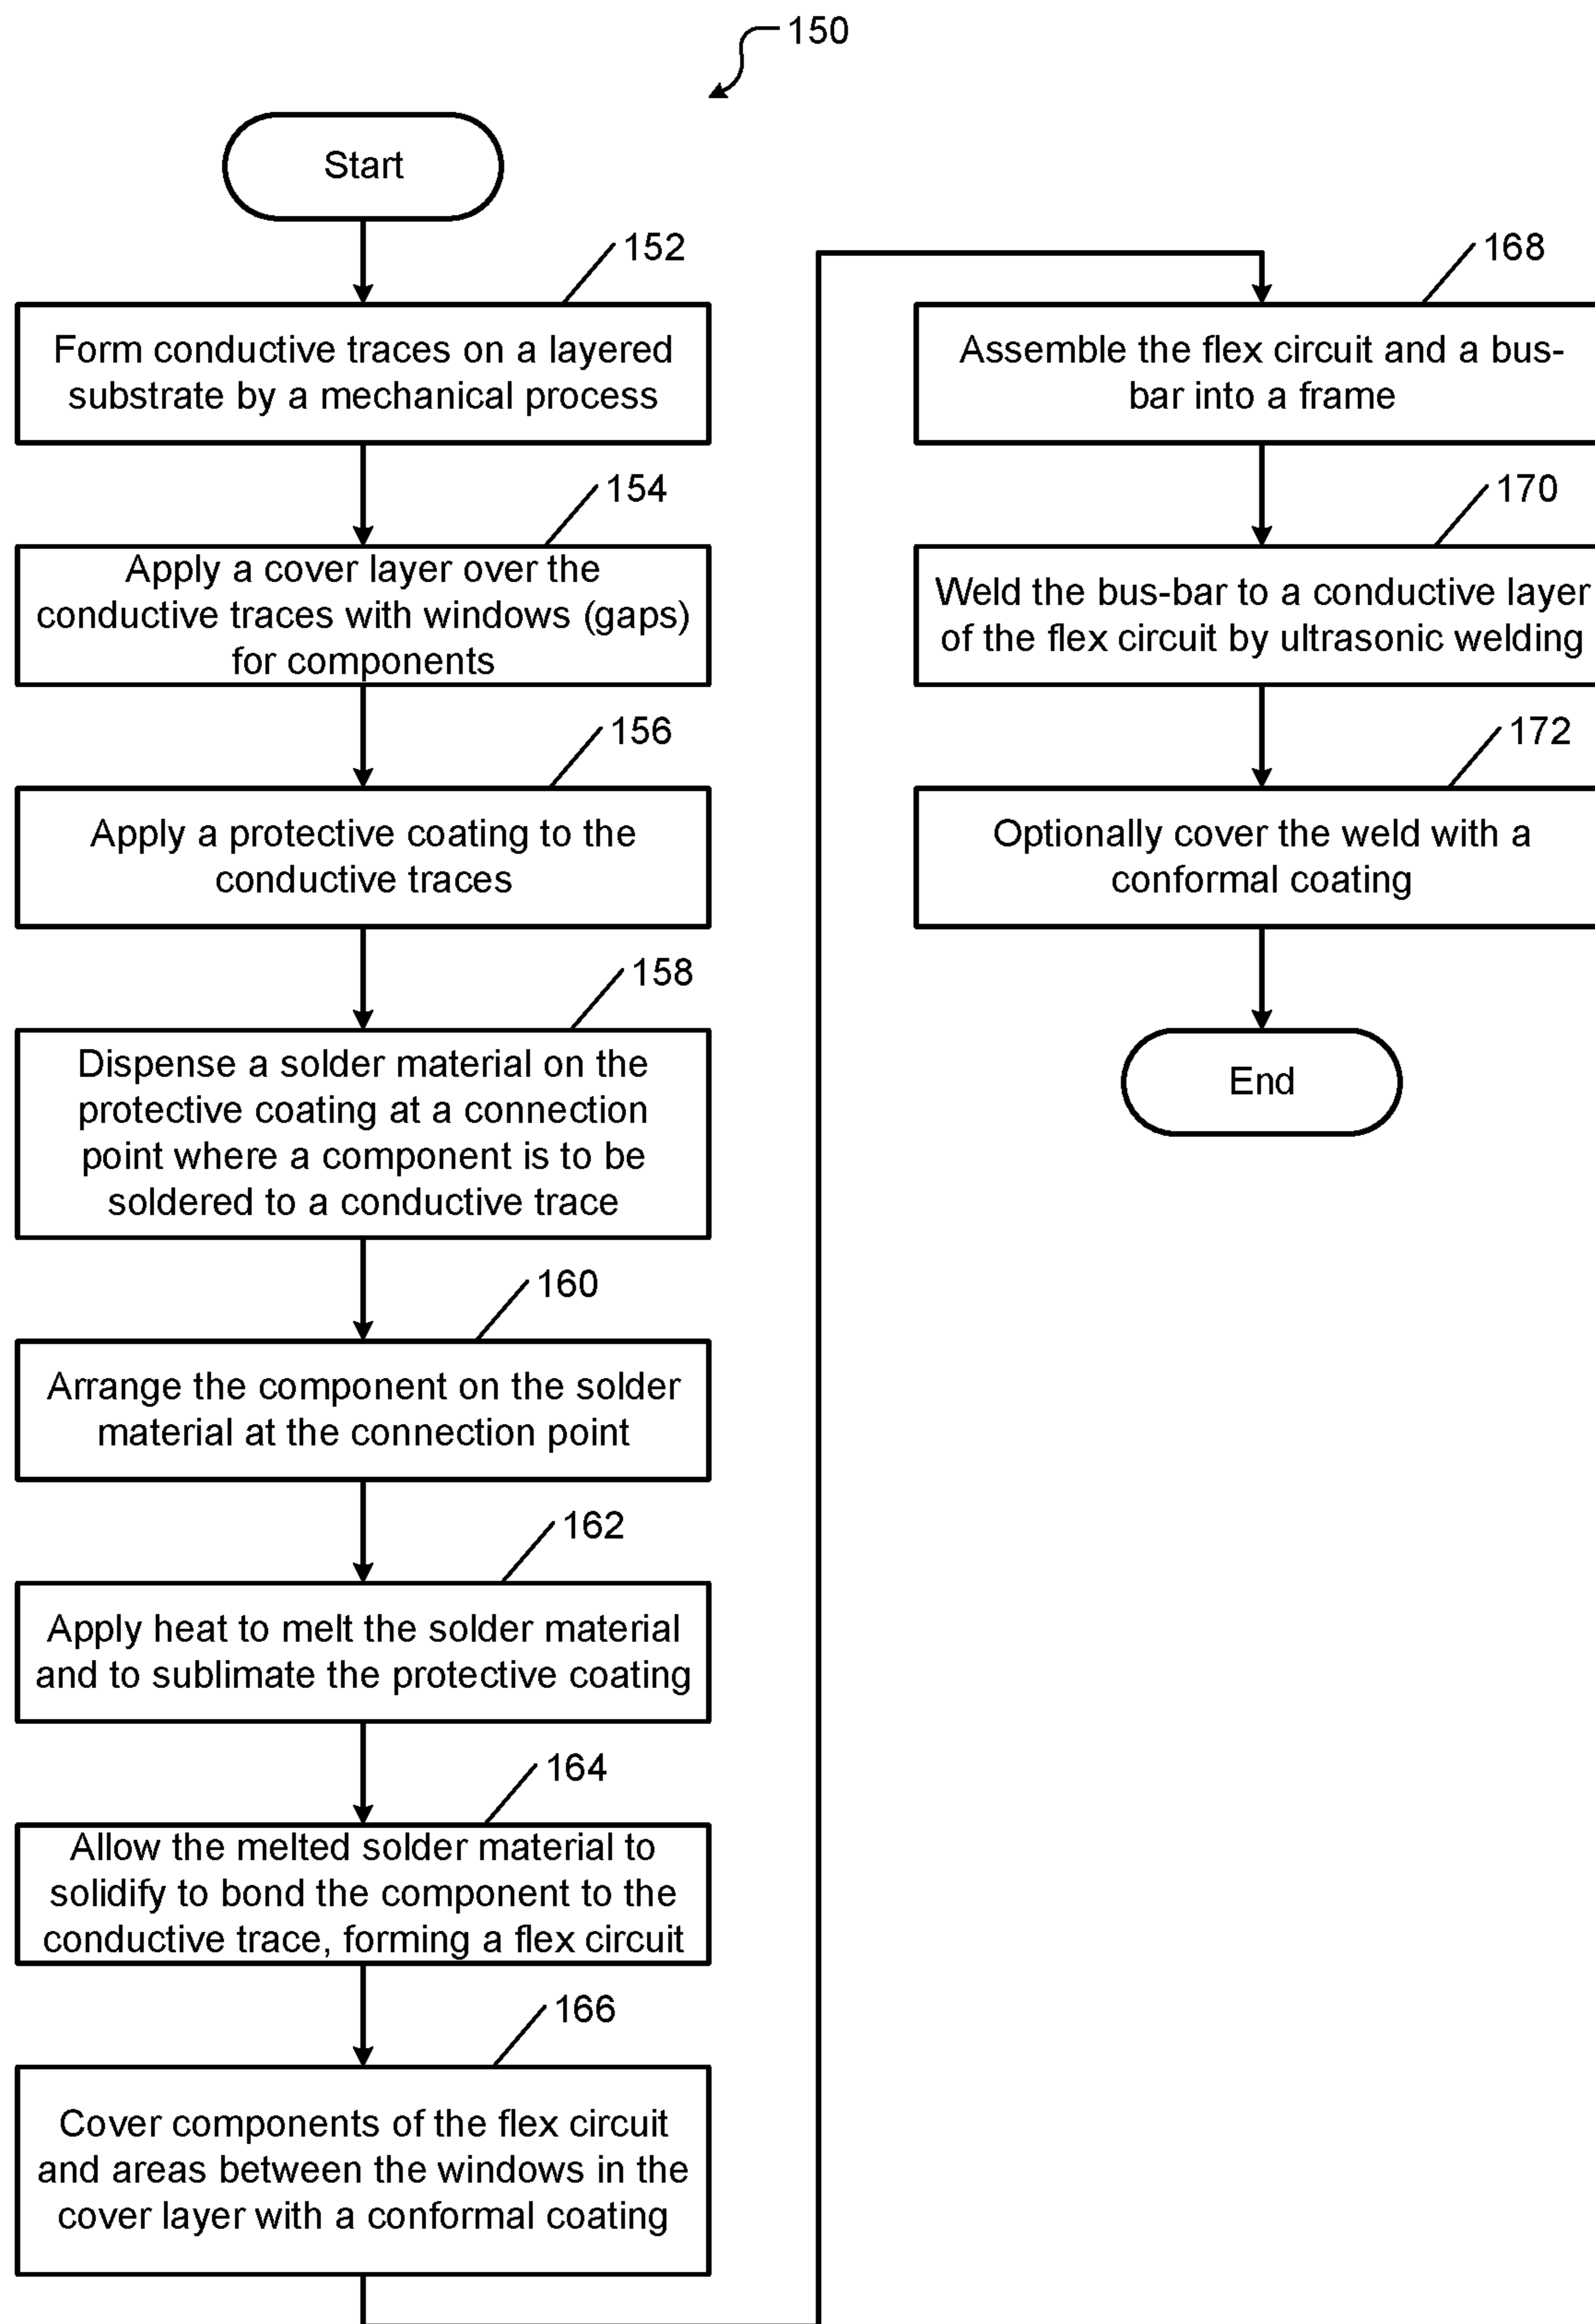 150
Start
152
Form conductive traces on a layered
substrate by a mechanical process
154
Apply a cover layer over the
conductive traces with windows (gaps)
for components
156
Apply a protective coating to the
conductive traces
158
Dispense a solder material on the
protective coating at a connection
point where a component is to be
soldered to a conductive trace
160
Arrange the component on the solder
material at the connection point
162
Apply heat to melt the solder material
and to sublimate the protective coating
164
Allow the melted solder material to
solidify to bond the component to the
conductive trace, forming a flex circuit
166
Cover components of the flex circuit
and areas between the windows in the
cover layer with a conformal coating
168
Assemble the flex circuit and a bus-
bar into a frame
170
Weld the bus-bar to a conductive layer
of the flex circuit by ultrasonic welding
172
Optionally cover the weld with a
conformal coating
End